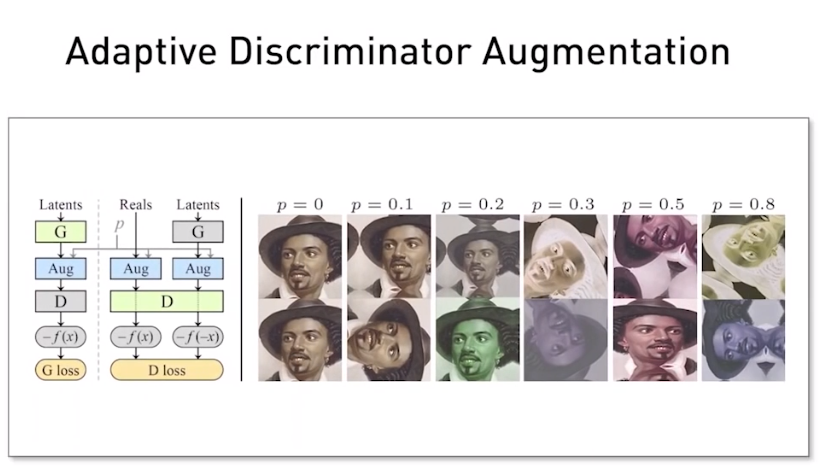 Adaptive Discriminator Augmentation
Latents Reals Latents
p
G G
Aug Aug Aug
D D
−f(x) −f(x) −f(−x)
G loss D loss
p = 0 p = 0.1 p = 0.2 p = 0.3 p = 0.5 p = 0.8